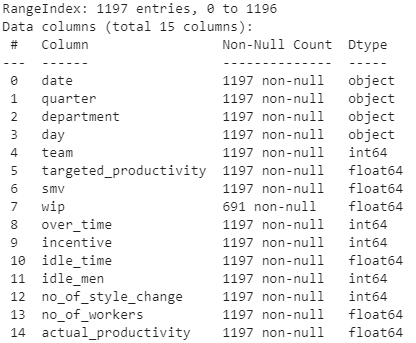 RangeIndex: 1197 entries, 0 to 1196
Data columns (total 15 columns):
 #   Column                 Non-Null Count  Dtype
---  ------                 --------------  -----
 0   date                   1197 non-null   object
 1   quarter                1197 non-null   object
 2   department             1197 non-null   object
 3   day                    1197 non-null   object
 4   team                   1197 non-null   int64
 5   targeted_productivity  1197 non-null   float64
 6   smv                    1197 non-null   float64
 7   wip                    691 non-null    float64
 8   over_time              1197 non-null   int64
 9   incentive              1197 non-null   int64
 10  idle_time              1197 non-null   float64
 11  idle_men               1197 non-null   int64
 12  no_of_style_change     1197 non-null   int64
 13  no_of_workers          1197 non-null   float64
 14  actual_productivity    1197 non-null   float64